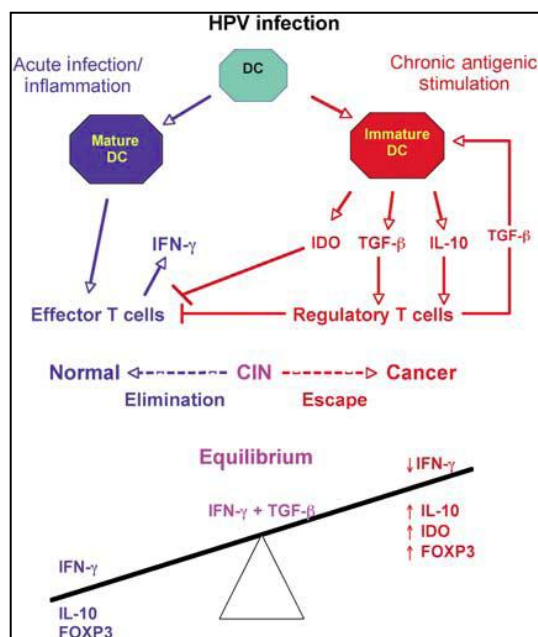 HPV infection
Acute infection/
inflammation
DC
Chronic antigenic
stimulation
Mature
DC
Immature
DC
IFN-γ
IDO
TGF-β
IL-10
TGF-β
Effector T cells
Regulatory T cells
Normal
CIN
Cancer
Elimination
Escape
Equilibrium
↓ IFN-γ
IFN-γ + TGF-β
↑ IL-10
↑ IDO
↑ FOXP3
IFN-γ
IL-10
FOXP3